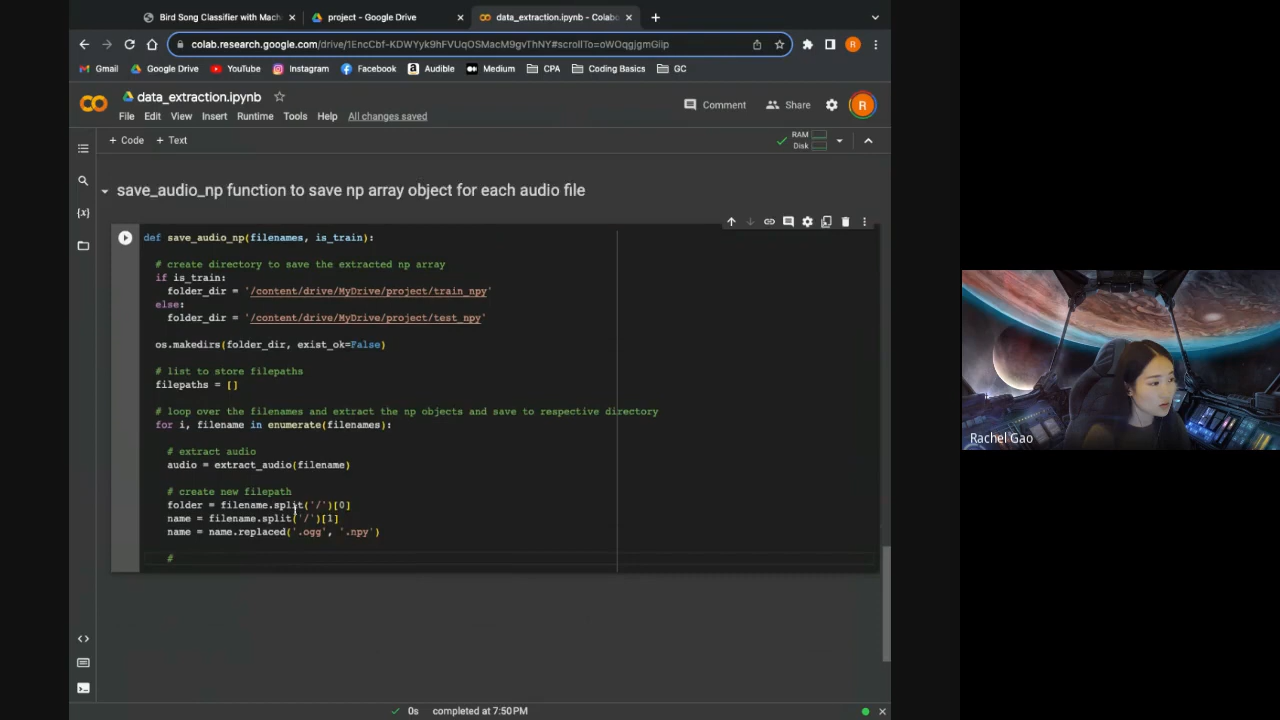 Bird Song Classifier with Mach
project - Google Drive
data_extraction.ipynb - Colabo
colab.research.google.com/drive/1EncCbf-KDWYyk9hFVUqOSMacM9gvThNY#scrollTo=oWOqgjgmGiip
R
Gmail
Google Drive
YouTube
Instagram
Facebook
Audible
Medium
CPA
Coding Basics
GC
data_extraction.ipynb
File Edit View Insert Runtime Tools Help All changes saved
Comment
Share
R
+ Code + Text
RAM
Disk
save_audio_np function to save np array object for each audio file
def save_audio_np(filenames, is_train):
# create directory to save the extracted np array
if is_train:
folder_dir = '/content/drive/MyDrive/project/train_npy'
else:
folder_dir = '/content/drive/MyDrive/project/test_npy'
os.makedirs(folder_dir, exist_ok=False)
# list to store filepaths
filepaths = []
# loop over the filenames and extract the np objects and save to respective directory
for i, filename in enumerate(filenames):
# extract audio
audio = extract_audio(filename)
# create new filepath
folder = filename.split('/')[0]
name = filename.split('/')[1]
name = name.replaced('.ogg', '.npy')
#
0s completed at 7:50 PM
Rachel Gao